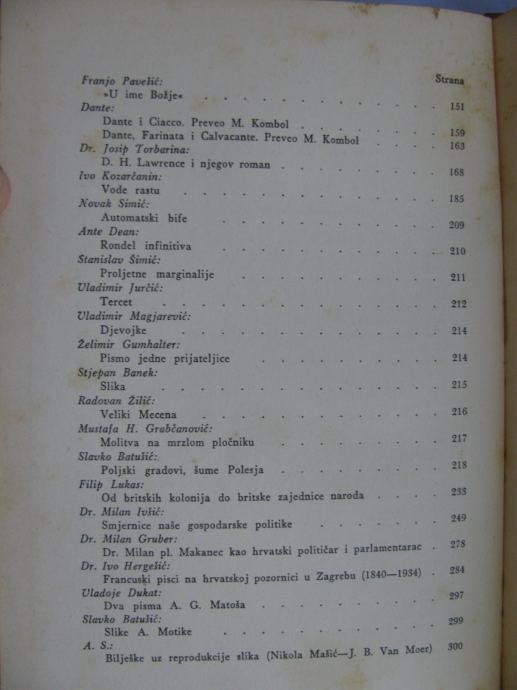 Franjo Pavešić: Strana
»U ime Božje« . . . . . . . . . 151
Dante:
Dante i Ciacco. Preveo M. Kombol . . . . 159
Dante, Farinata i Calvacante. Preveo M. Kombol . . 163
Dr. Josip Torbarina:
D. H. Lawrence i njegov roman . . . . . 168
Ivo Kozarčanin:
Vode rastu . . . . . . . . 185
Novak Simić:
Automatski bife . . . . . . . 209
Ante Dean:
Rondel infinitiva . . . . . . . 210
Stanislav Šimić:
Proljetne marginalije . . . . . . 211
Vladimir Jurčić:
Tercet . . . . . . . . 212
Vladimir Magjarević:
Djevojke . . . . . . . . 214
Želimir Gumhalter:
Pismo jedne prijateljice . . . . . . 214
Stjepan Banek:
Slika . . . . . . . . 215
Radovan Žilić:
Veliki Mecena . . . . . . . 216
Mustafa H. Grabčanović:
Molitva na mrzlom pločniku . . . . . 217
Slavko Batušić:
Poljski gradovi, šume Polesja . . . . . 218
Filip Lukas:
Od britskih kolonija do britske zajednice naroda . . . 233
Dr. Milan Ivšić:
Smjernice naše gospodarske politike . . . . 249
Dr. Milan Gruber:
Dr. Milan pl. Makanec kao hrvatski političar i parlamentarac . 278
Dr. Ivo Hergešić:
Francuski pisci na hrvatskoj pozornici u Zagrebu (1840—1934) . 284
Vladoje Dukat:
Dva pisma A. G. Matoša . . . . . 297
Slavko Batušić:
Slike A. Motike . . . . . . 299
A. S.:
Bilješke uz reprodukcije slika (Nikola Mašić—J. B. Van Moer) 300